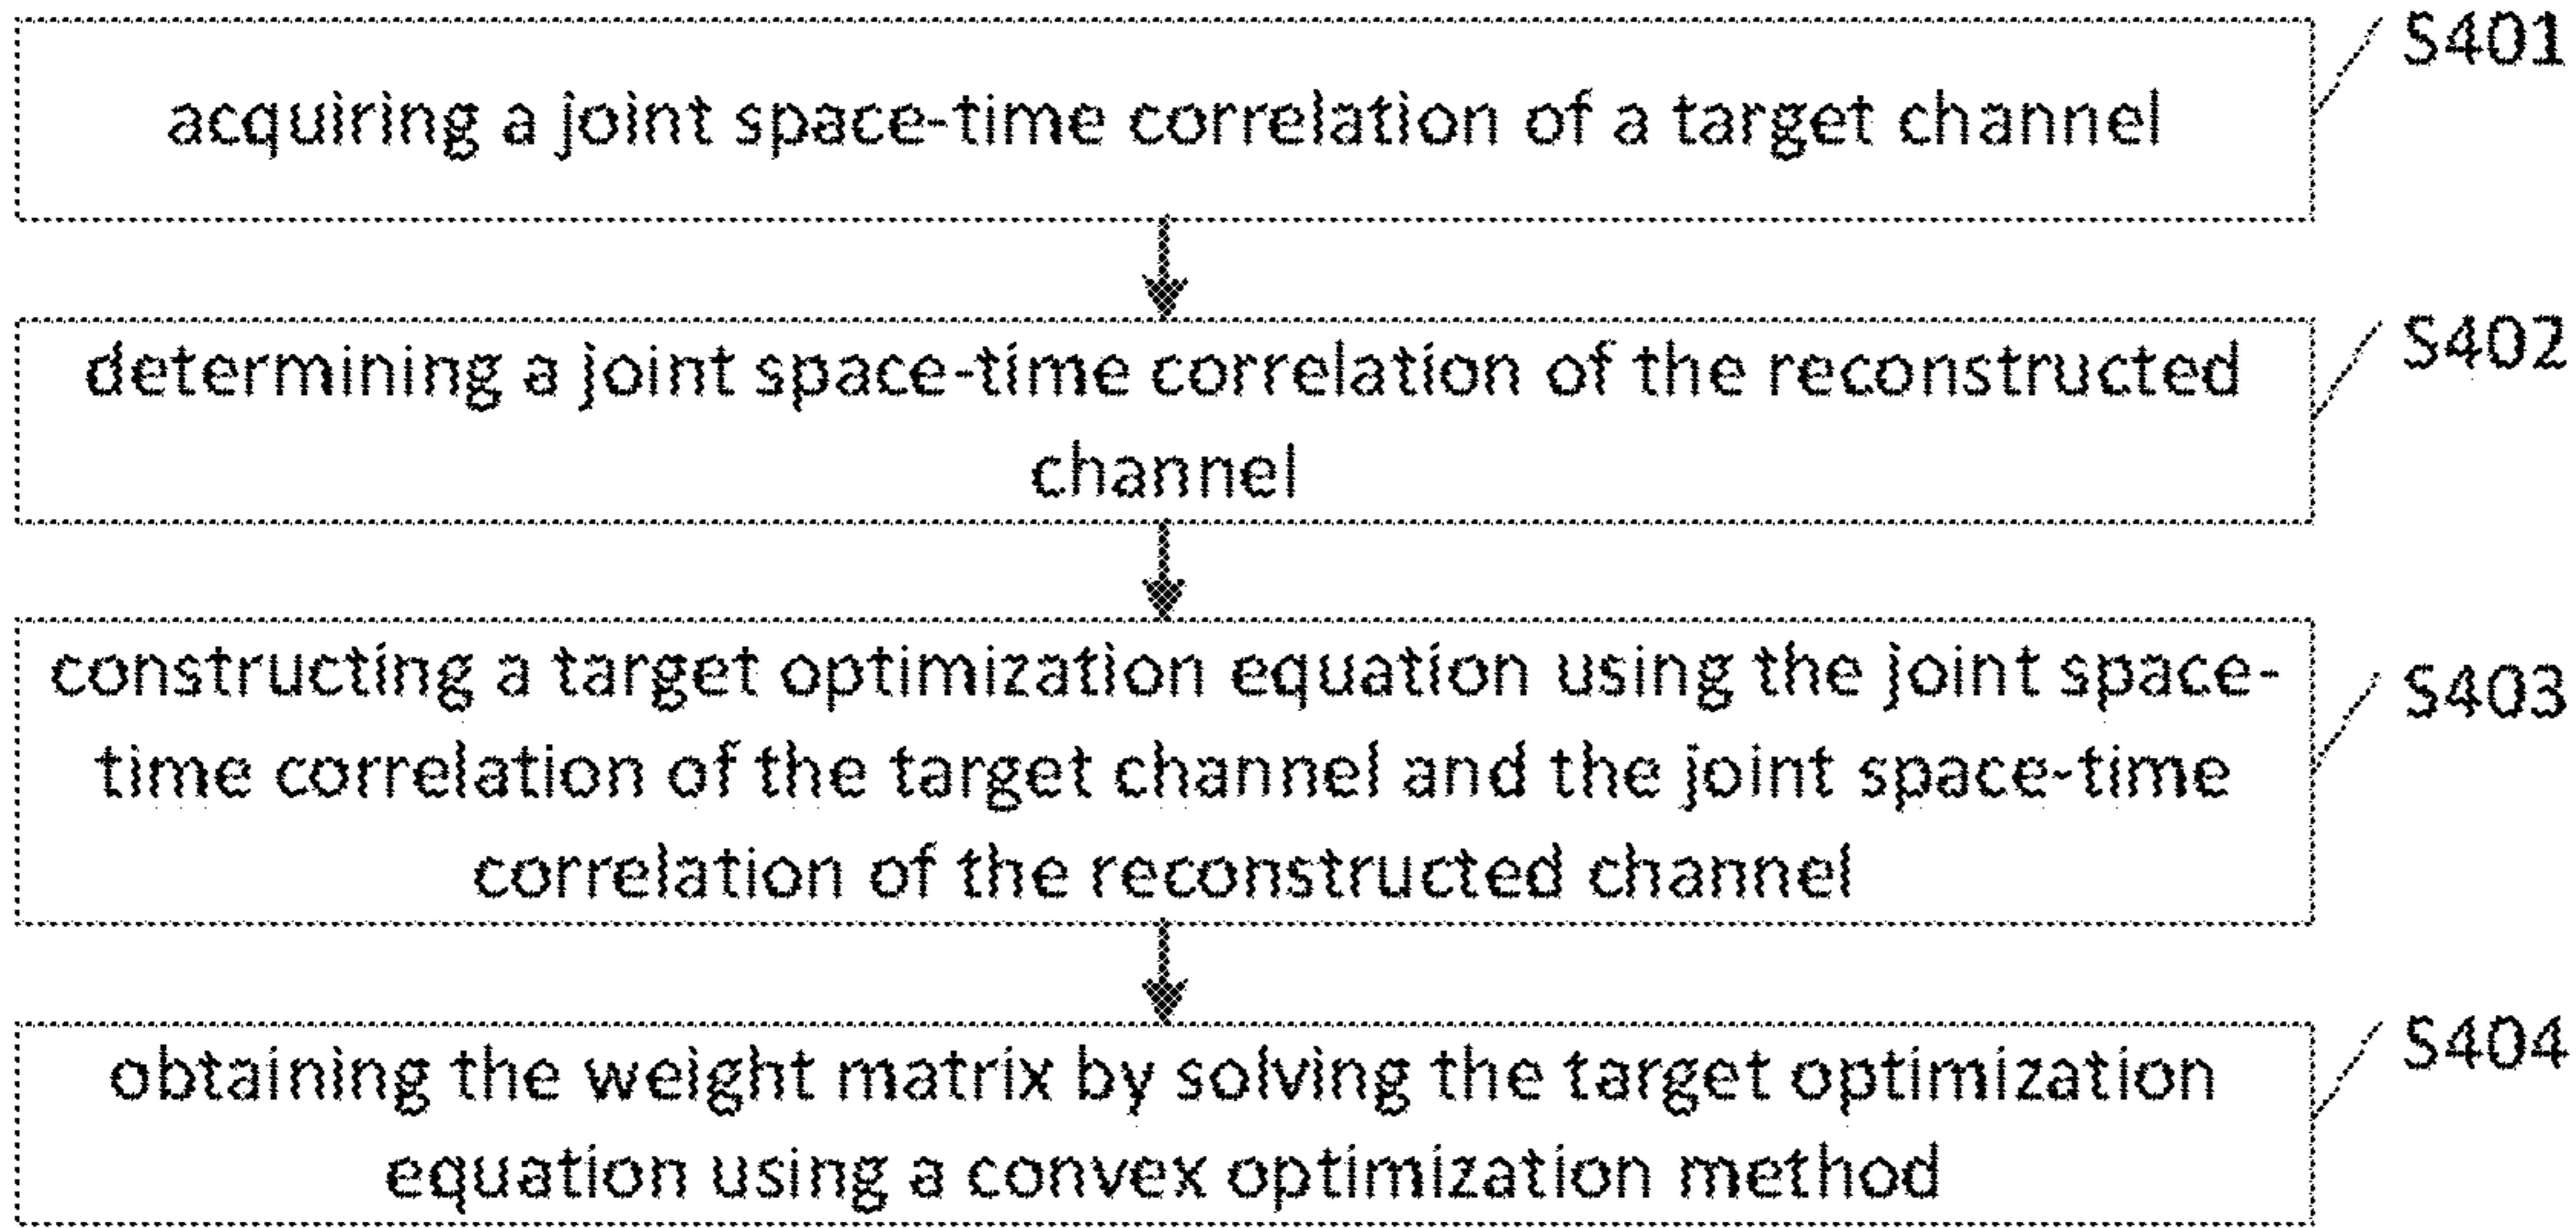 S401
acquiring a joint space-time correlation of a target channel
S402
determining a joint space-time correlation of the reconstructed
channel
S403
constructing a target optimization equation using the joint space-
time correlation of the target channel and the joint space-time
correlation of the reconstructed channel
S404
obtaining the weight matrix by solving the target optimization
equation using a convex optimization method